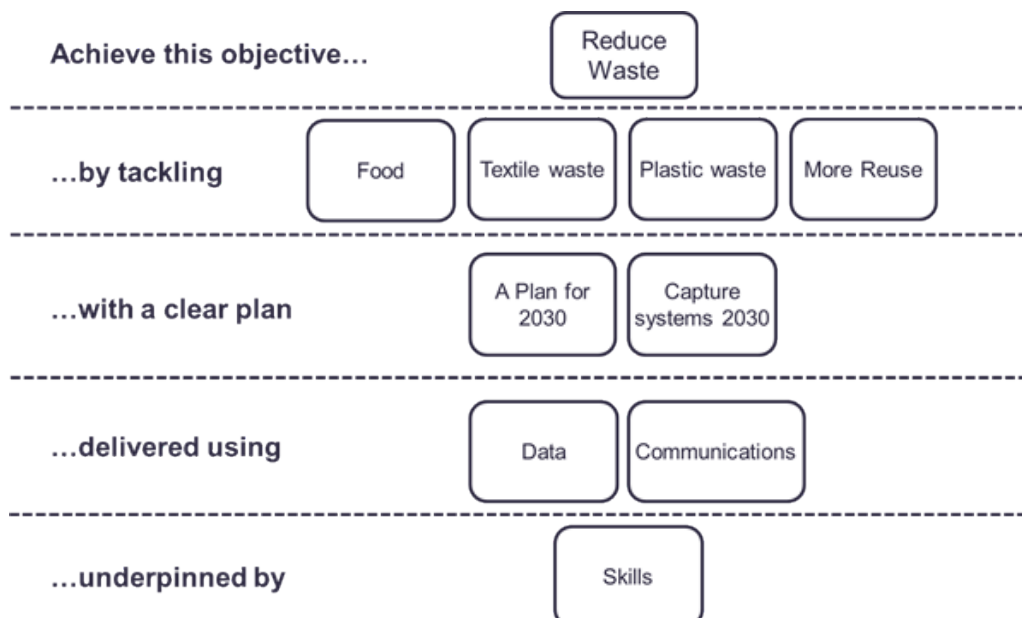 Achieve this objective…
Reduce
Waste
…by tackling
Food
Textile waste
Plastic waste
More Reuse
…with a clear plan
A Plan for
2030
Capture
systems 2030
…delivered using
Data
Communications
…underpinned by
Skills